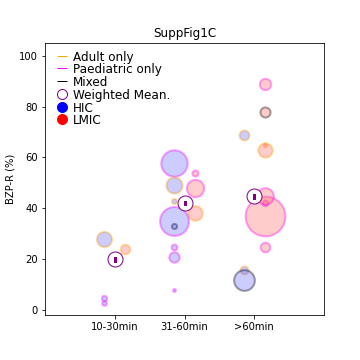 SuppFig1C
100
80
60
40
20
0
BZP-R (%)
Adult only
Paediatric only
Mixed
Weighted Mean.
HIC
LMIC
10-30min
31-60min
>60min